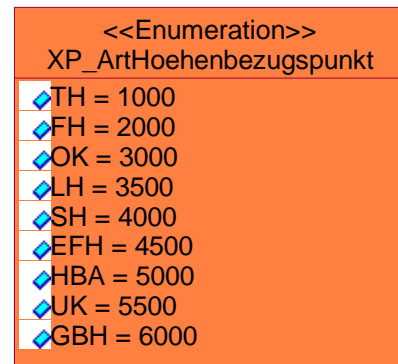 <<Enumeration>>
XP_ArtHoehenbezugspunkt
TH = 1000
FH = 2000
OK = 3000
LH = 3500
SH = 4000
EFH = 4500
HBA = 5000
UK = 5500
GBH = 6000